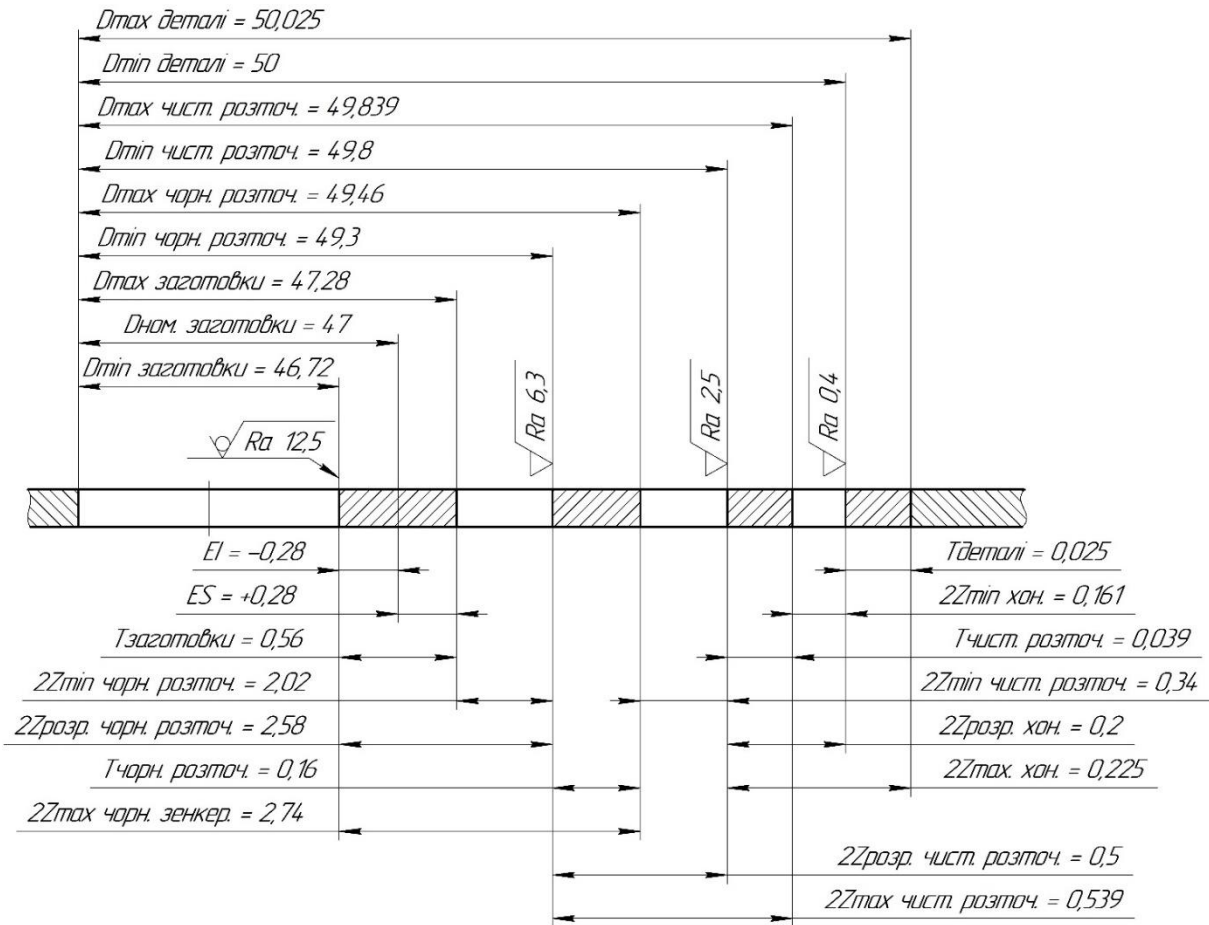 Dmax деталі = 50,025
Dmin деталі = 50
Dmax чист. розточ. = 49,839
Dmin чист. розточ. = 49,8
Dmax чорн. розточ. = 49,46
Dmin чорн. розточ. = 49,3
Dmax заготовки = 47,28
Dном. заготовки = 47
Dmin заготовки = 46,72
Ra 12,5
Ra 6,3
Ra 2,5
Ra 0,4
EI = –0,28
Tдеталі = 0,025
ES = +0,28
2Zmin хон. = 0,161
Tзаготовки = 0,56
Tчист. розточ. = 0,039
2Zmin чорн. розточ. = 2,02
2Zmin чист. розточ. = 0,34
2Zрозр. чорн. розточ. = 2,58
2Zрозр. хон. = 0,2
Tчорн. розточ. = 0,16
2Zmax. хон. = 0,225
2Zmax чорн. зенкер. = 2,74
2Zрозр. чист. розточ. = 0,5
2Zmax чист. розточ. = 0,539